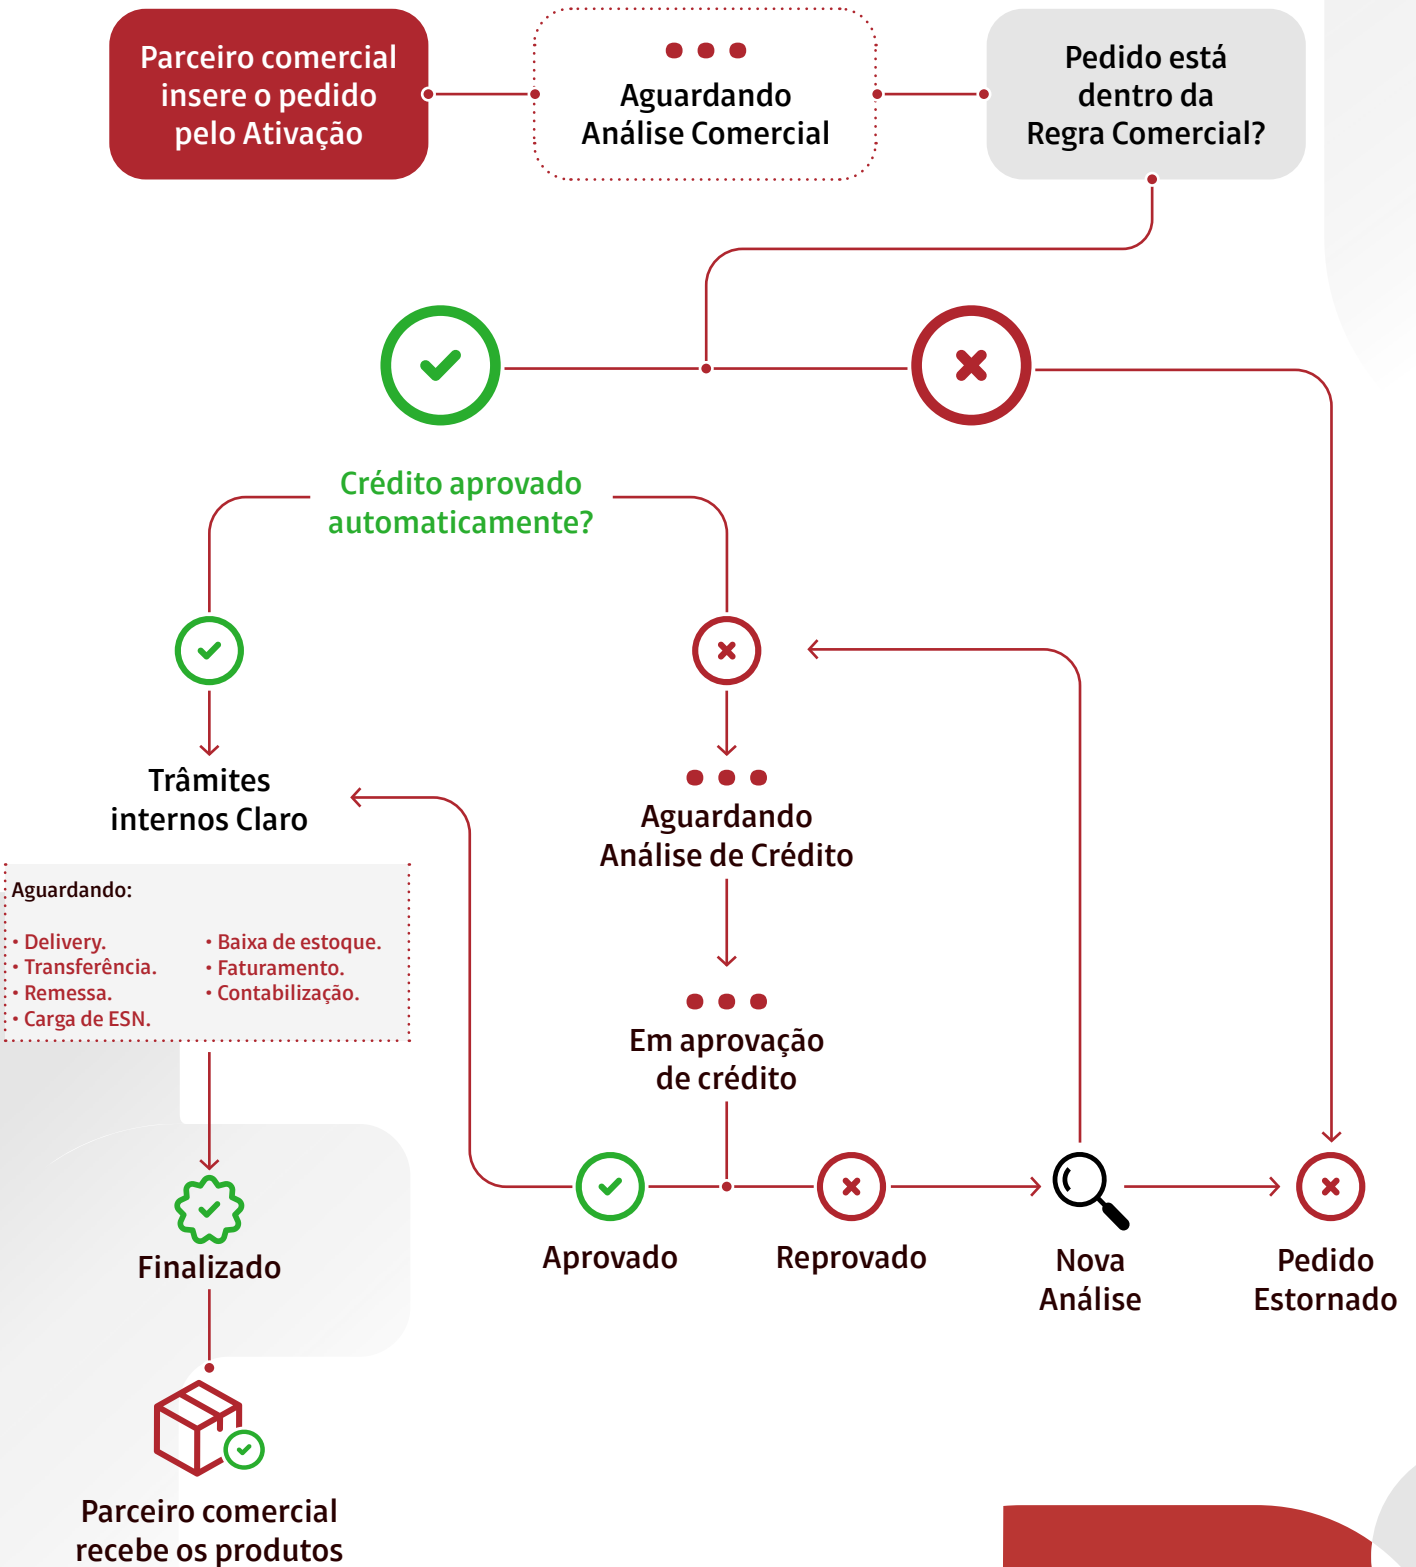 Parceiro comercial
insere o pedido
pelo Ativação
Aguardando
Análise Comercial
Pedido está
dentro da
Regra Comercial?
Crédito aprovado
automaticamente?
Trâmites
internos Claro
Aguardando:
• Delivery.
• Transferência.
• Remessa.
• Carga de ESN.
• Baixa de estoque.
• Faturamento.
• Contabilização.
Aguardando
Análise de Crédito
Em aprovação
de crédito
Aprovado
Reprovado
Nova
Análise
Pedido
Estornado
Finalizado
Parceiro comercial
recebe os produtos